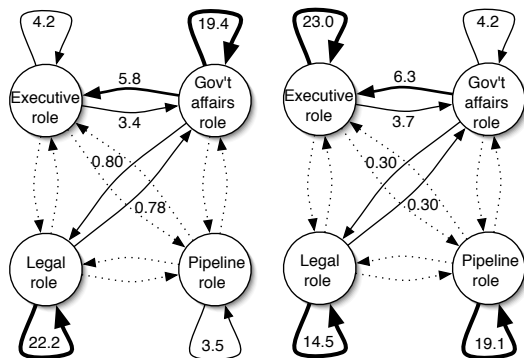 4.2
19.4
Executive
role
5.8
3.4
Gov't
affairs
role
0.80
0.78
Legal
role
Pipeline
role
22.2
3.5
23.0
4.2
Executive
role
6.3
3.7
Gov't
affairs
role
0.30
0.30
Legal
role
Pipeline
role
14.5
19.1